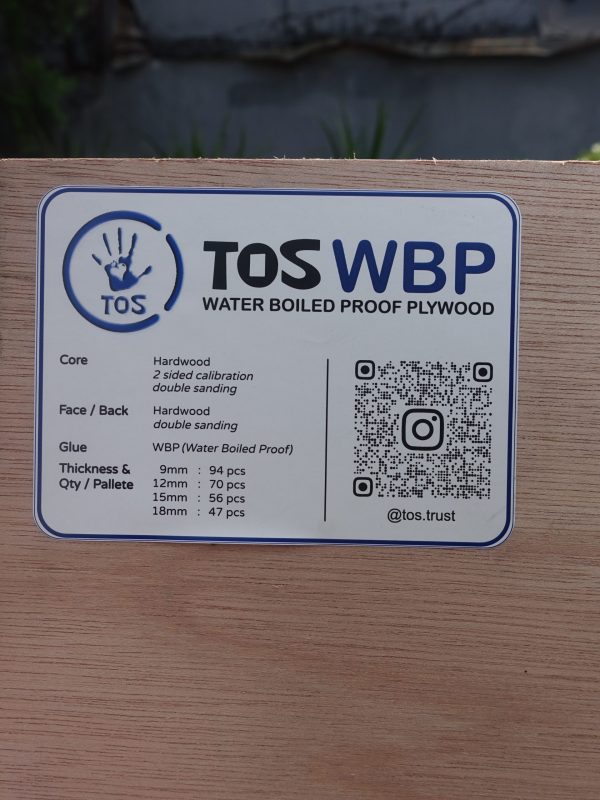 TOS
TOS WBP
WATER BOILED PROOF PLYWOOD
Core Hardwood
2 sided calibration
double sanding
Face / Back Hardwood
double sanding
Glue WBP (Water Boiled Proof)
Thickness & 9mm : 94 pcs
Qty / Pallete 12mm : 70 pcs
15mm : 56 pcs
18mm : 47 pcs
@tos.trust